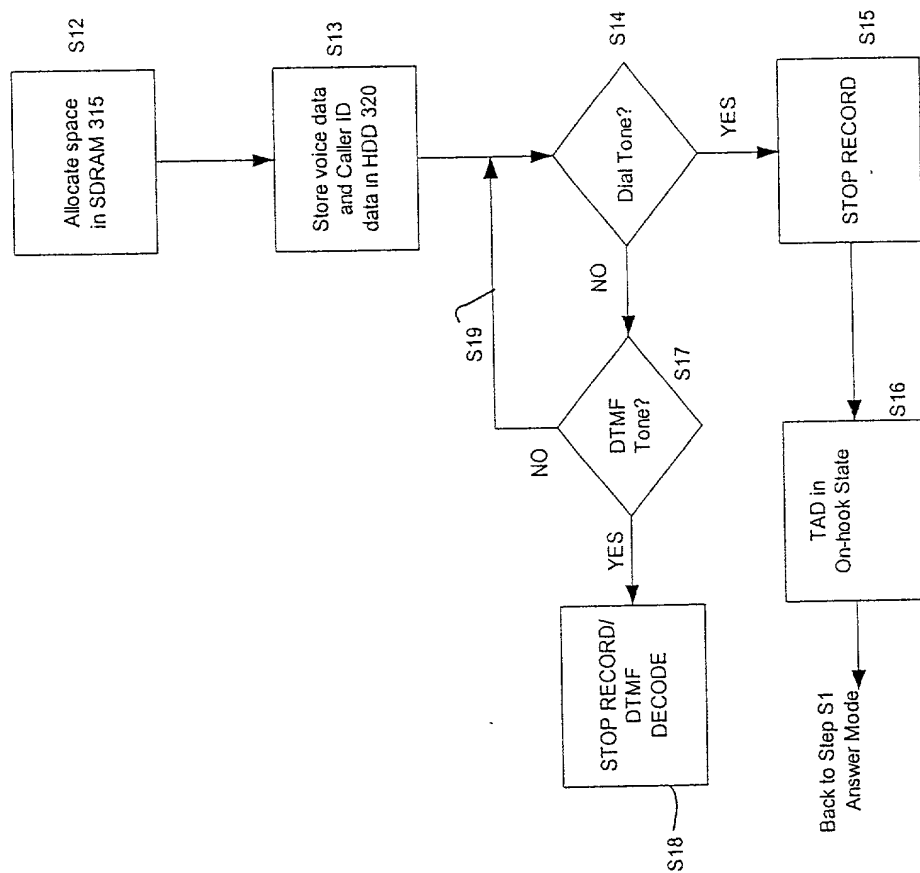 S12
Allocate space
in SDRAM 315
S13
Store voice data
and Caller ID
data in HDD 320
S14
Dial Tone?
YES
NO
S15
STOP RECORD
S16
TAD in
On-hook State
Back to Step S1
Answer Mode
S17
DTMF
Tone?
NO
S19
YES
STOP RECORD/
DTMF
DECODE
S18